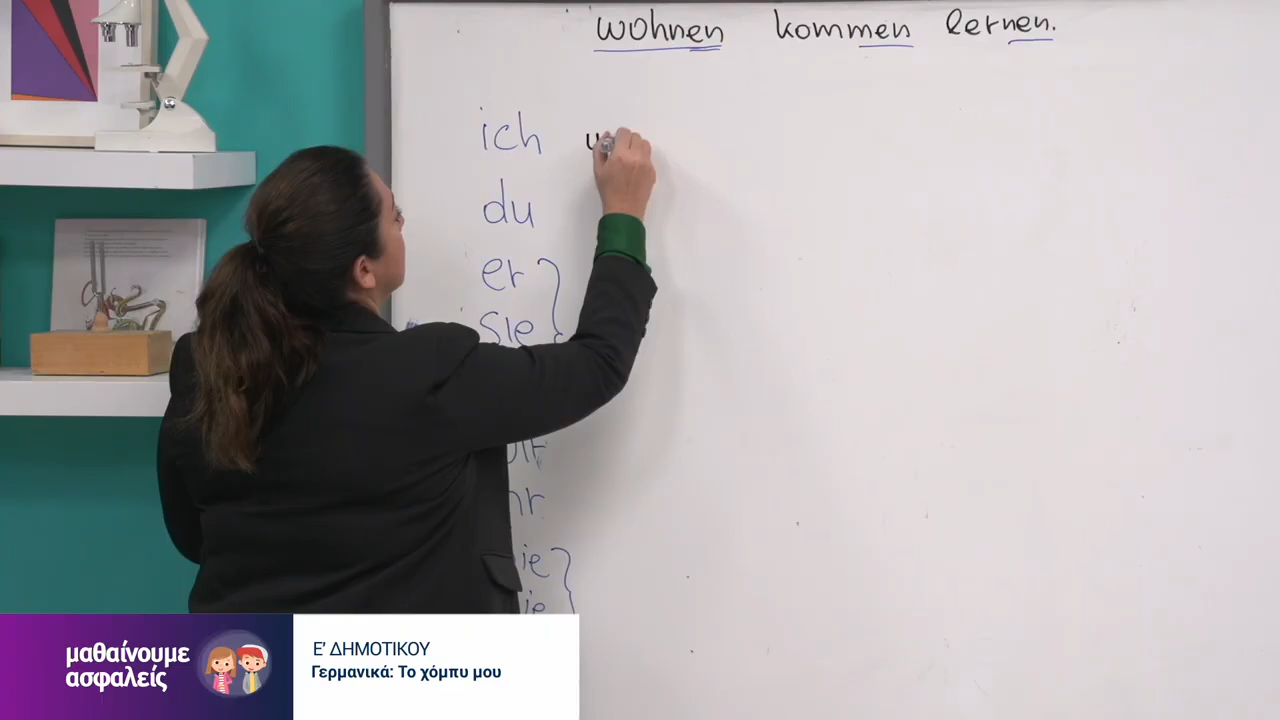 wohnen kommen lernen.
ich
du
er
sie
μαθαίνουμε
ασφαλείς
Ε' ΔΗΜΟΤΙΚΟΥ
Γερμανικά: Το χόμπυ μου